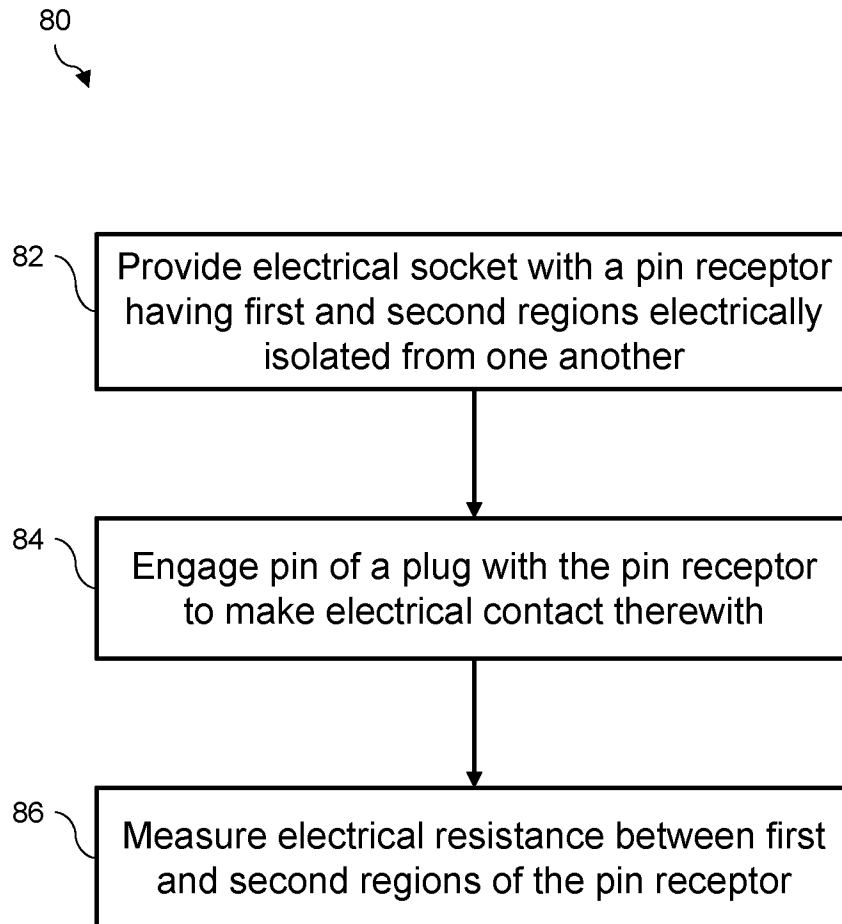 80
82
Provide electrical socket with a pin receptor
having first and second regions electrically
isolated from one another
84
Engage pin of a plug with the pin receptor
to make electrical contact therewith
86
Measure electrical resistance between first
and second regions of the pin receptor